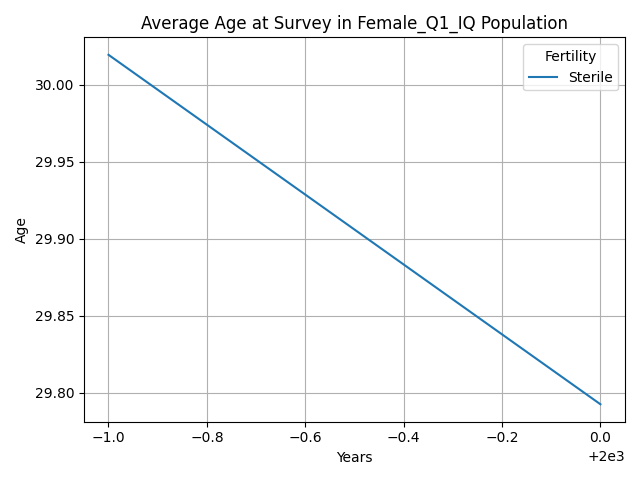 Average Age at Survey in Female_Q1_IQ Population
Fertility
Sterile
30.00
29.95
29.90
29.85
29.80
Age
−1.0 −0.8 −0.6 −0.4 −0.2 0.0
Years
+2e3